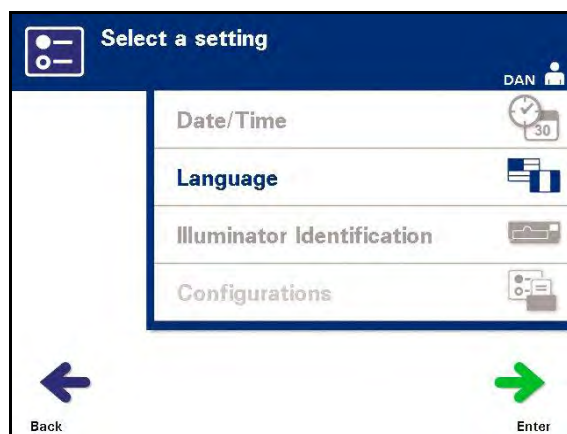 Select a setting
DAN
Date/Time
30
Language
Illuminator Identification
Configurations
Back
Enter